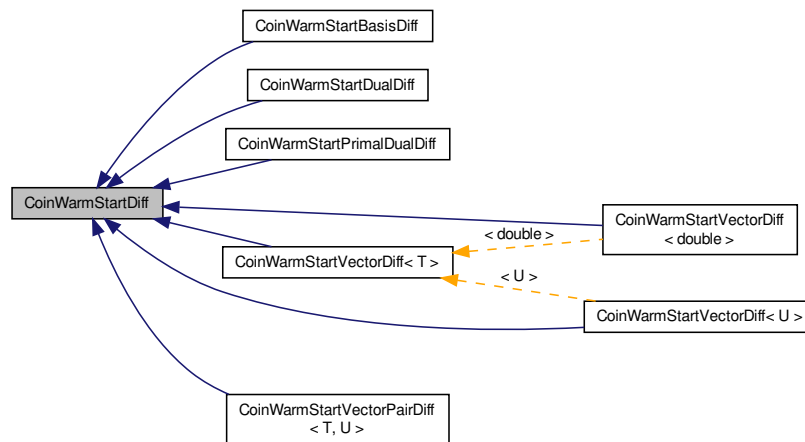 CoinWarmStartBasisDiff
CoinWarmStartDualDiff
CoinWarmStartPrimalDualDiff
CoinWarmStartDiff
CoinWarmStartVectorDiff
< double >
< double >
CoinWarmStartVectorDiff< T >
< U >
CoinWarmStartVectorDiff< U >
CoinWarmStartVectorPairDiff
< T, U >